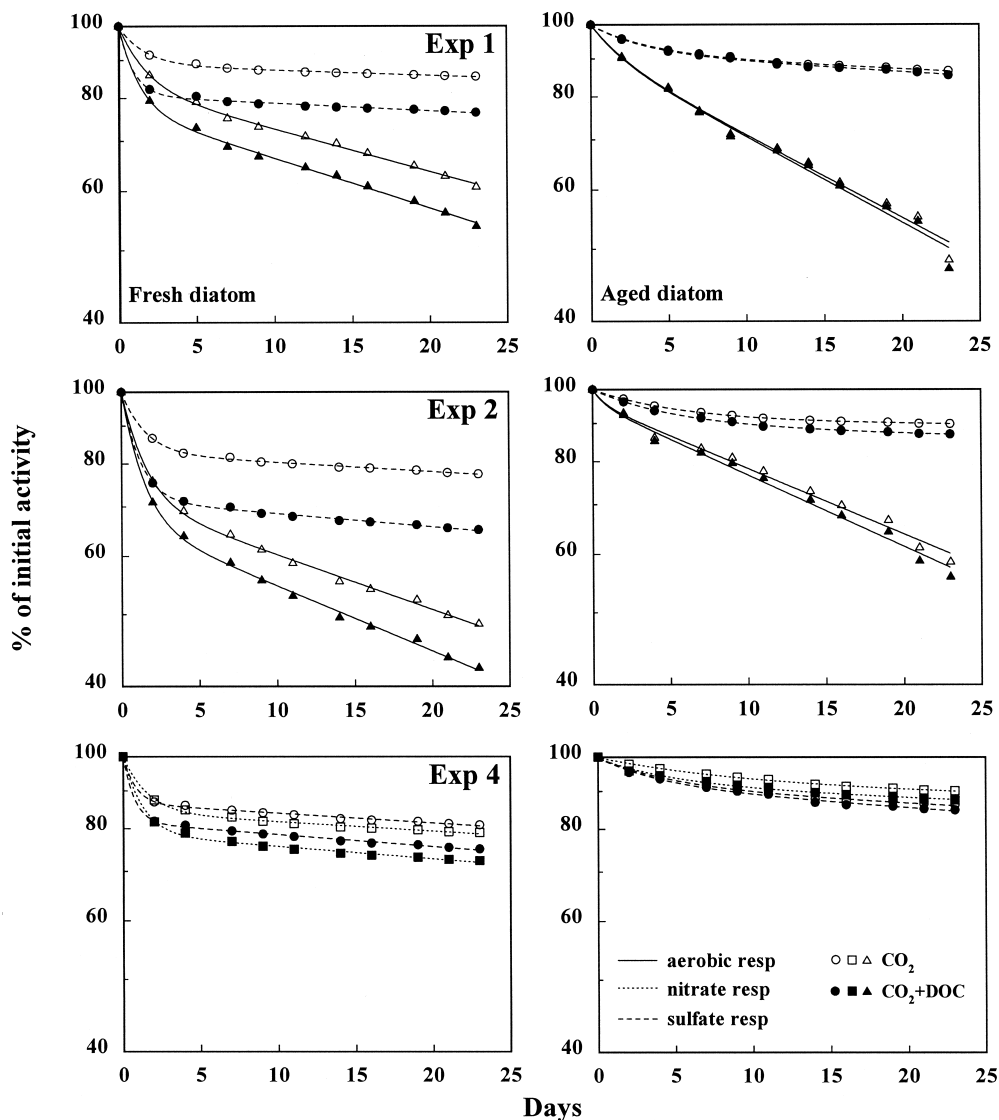 100
80
60
40
Exp 1
Fresh diatom
0 5 10 15 20 25
100
80
60
40
Aged diatom
0 5 10 15 20 25
% of initial activity
100
80
60
40
Exp 2
0 5 10 15 20 25
100
80
60
40
0 5 10 15 20 25
100
80
60
40
Exp 4
0 5 10 15 20 25
100
80
60
40
aerobic resp
nitrate resp
sulfate resp
CO₂
CO₂+DOC
0 5 10 15 20 25
Days